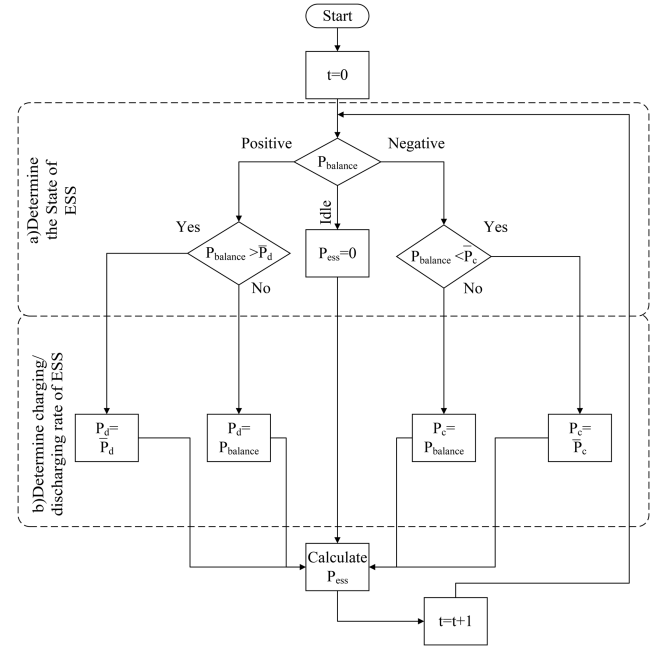 Start
t=0
a)Determine
the State of
ESS
Positive
Negative
P_balance
Idle
Yes
Yes
P_balance >P̅_d
P_ess=0
P_balance <P̅_c
No
No
b)Determine charging/
discharging rate of ESS
P_d=
P̅_d
P_d=
P_balance
P_c=
P_balance
P_c=
P̅_c
Calculate
P_ess
t=t+1